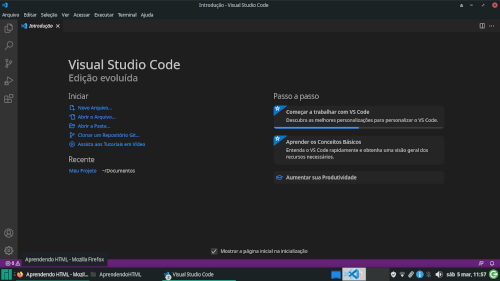 Introdução - Visual Studio Code
Arquivo Editar Seleção Ver Acessar Executar Terminal Ajuda
Introdução
Visual Studio Code
Edição evoluída
Iniciar
Novo Arquivo...
Abrir o Arquivo...
Abrir a Pasta...
Clonar um Repositório Git...
Assista aos Tutoriais em Vídeo
Recente
Meu Projeto ~/Documentos
Passo a passo
Começar a trabalhar com VS Code
Descubra as melhores personalizações para personalizar o VS Code.
Aprender os Conceitos Básicos
Entenda o VS Code rapidamente e obtenha uma visão geral dos
recursos necessários.
Aumentar sua Produtividade
Mostrar a página inicial na inicialização
0
Aprendendo HTML - Mozilla Firefox
Aprendendo HTML - Mozil...
AprendendoHTML
Visual Studio Code
sáb 5 mar, 11:57